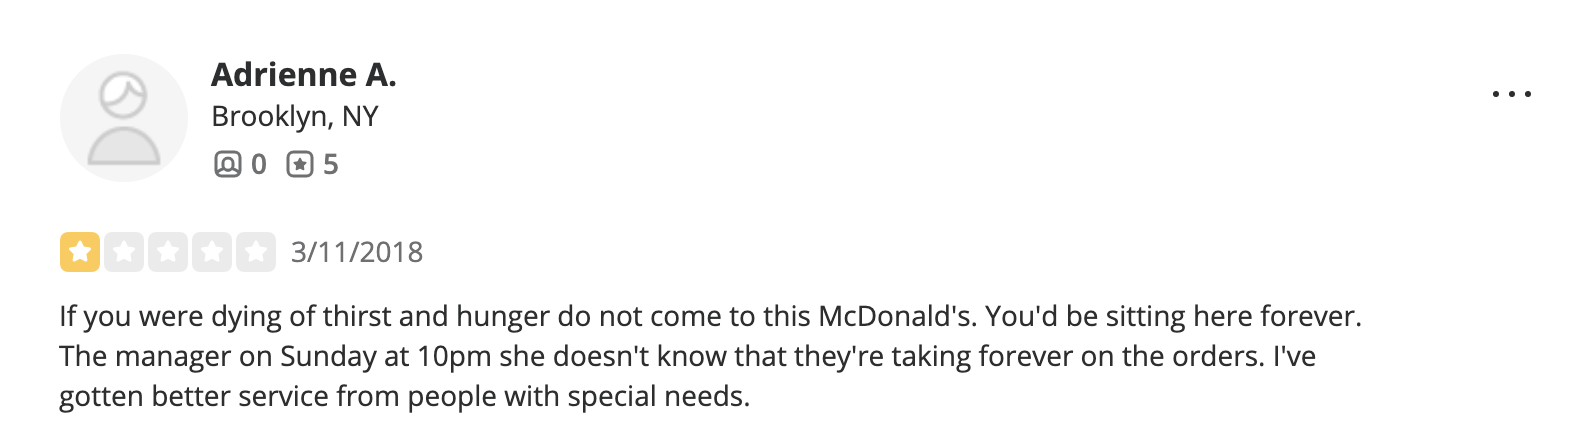 Adrienne A.
Brooklyn, NY
0 5
3/11/2018
If you were dying of thirst and hunger do not come to this McDonald's. You'd be sitting here forever.
The manager on Sunday at 10pm she doesn't know that they're taking forever on the orders. I've
gotten better service from people with special needs.